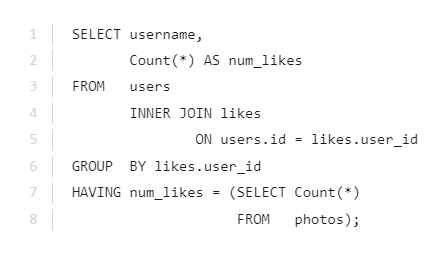 1 SELECT username,
2 Count(*) AS num_likes
3 FROM users
4 INNER JOIN likes
5 ON users.id = likes.user_id
6 GROUP BY likes.user_id
7 HAVING num_likes = (SELECT Count(*)
8 FROM photos);